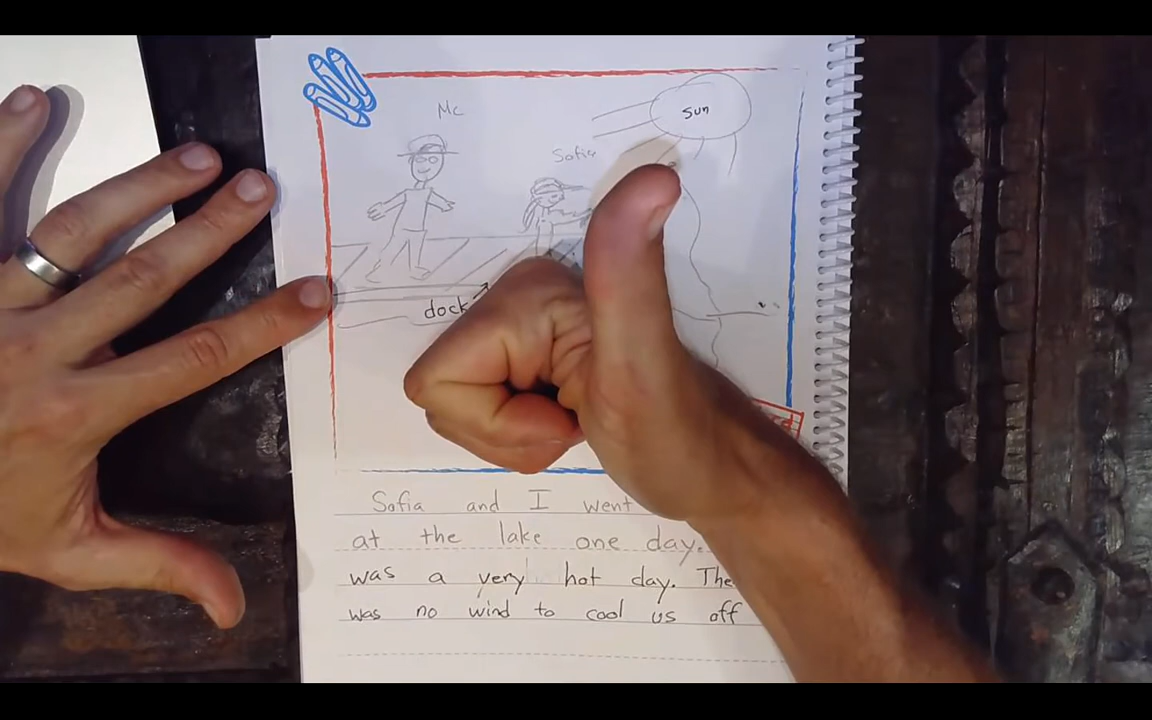 Me
sun
Sofia
dock
Sofia and I went
at the lake one day.
was a very hot day. The
was no wind to cool us off